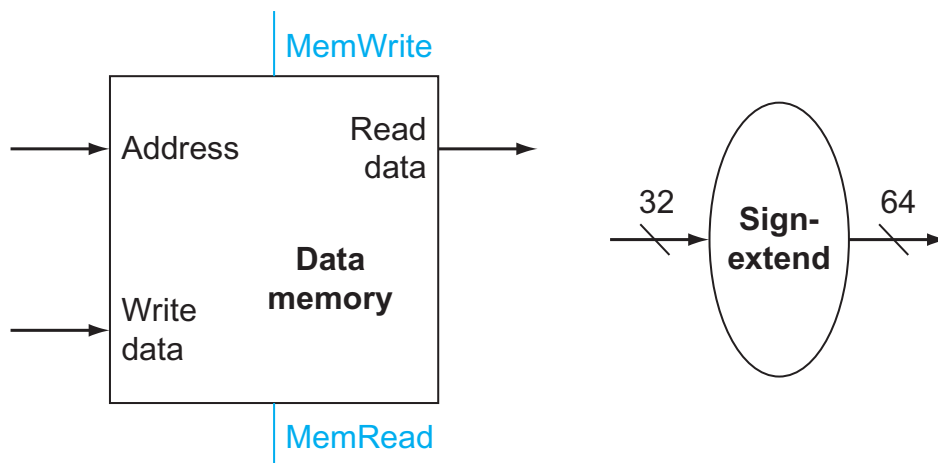 MemWrite
Address
Read
data
Data
memory
Write
data
MemRead
32
Sign-
extend
64